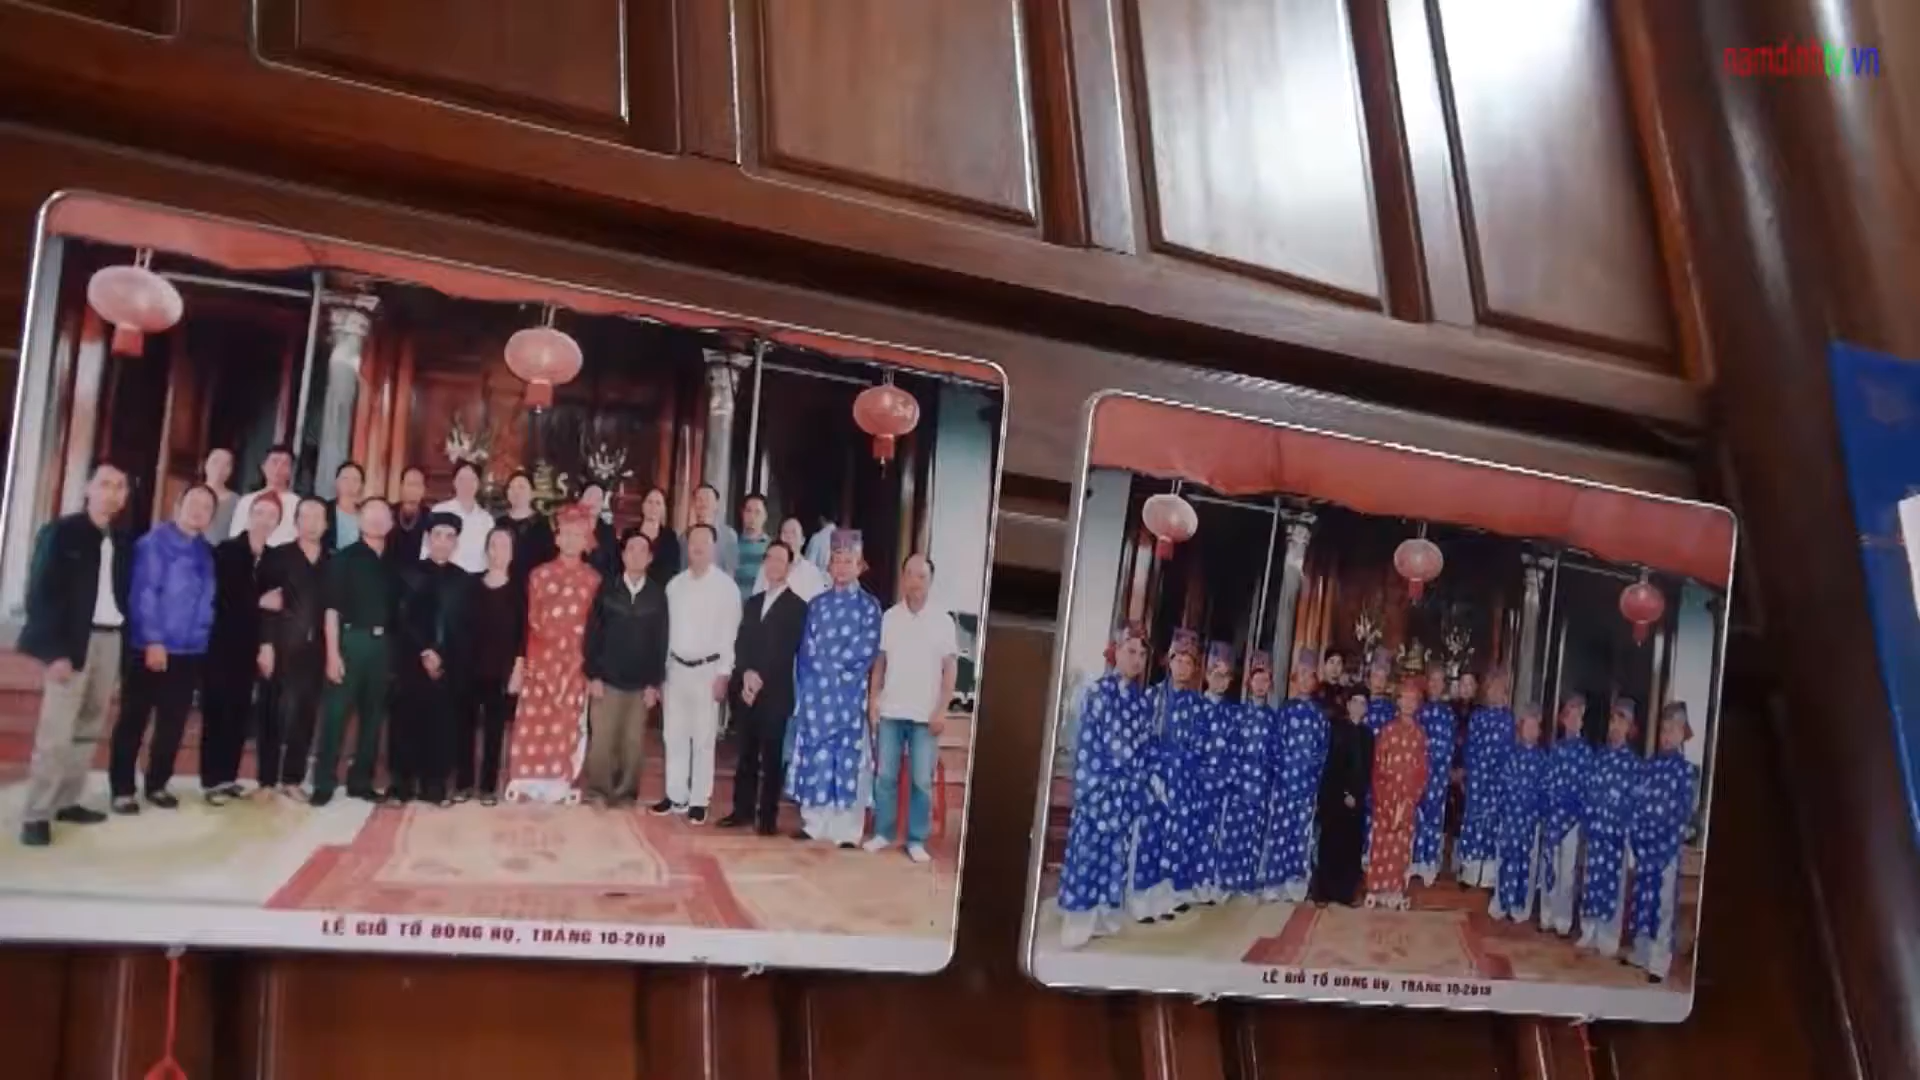 namdinhtv.vn
LỄ GIỖ TỔ DÒNG HỌ, THÁNG 10-2018
LỄ GIỖ TỔ DÒNG HỌ, THÁNG 10-2018